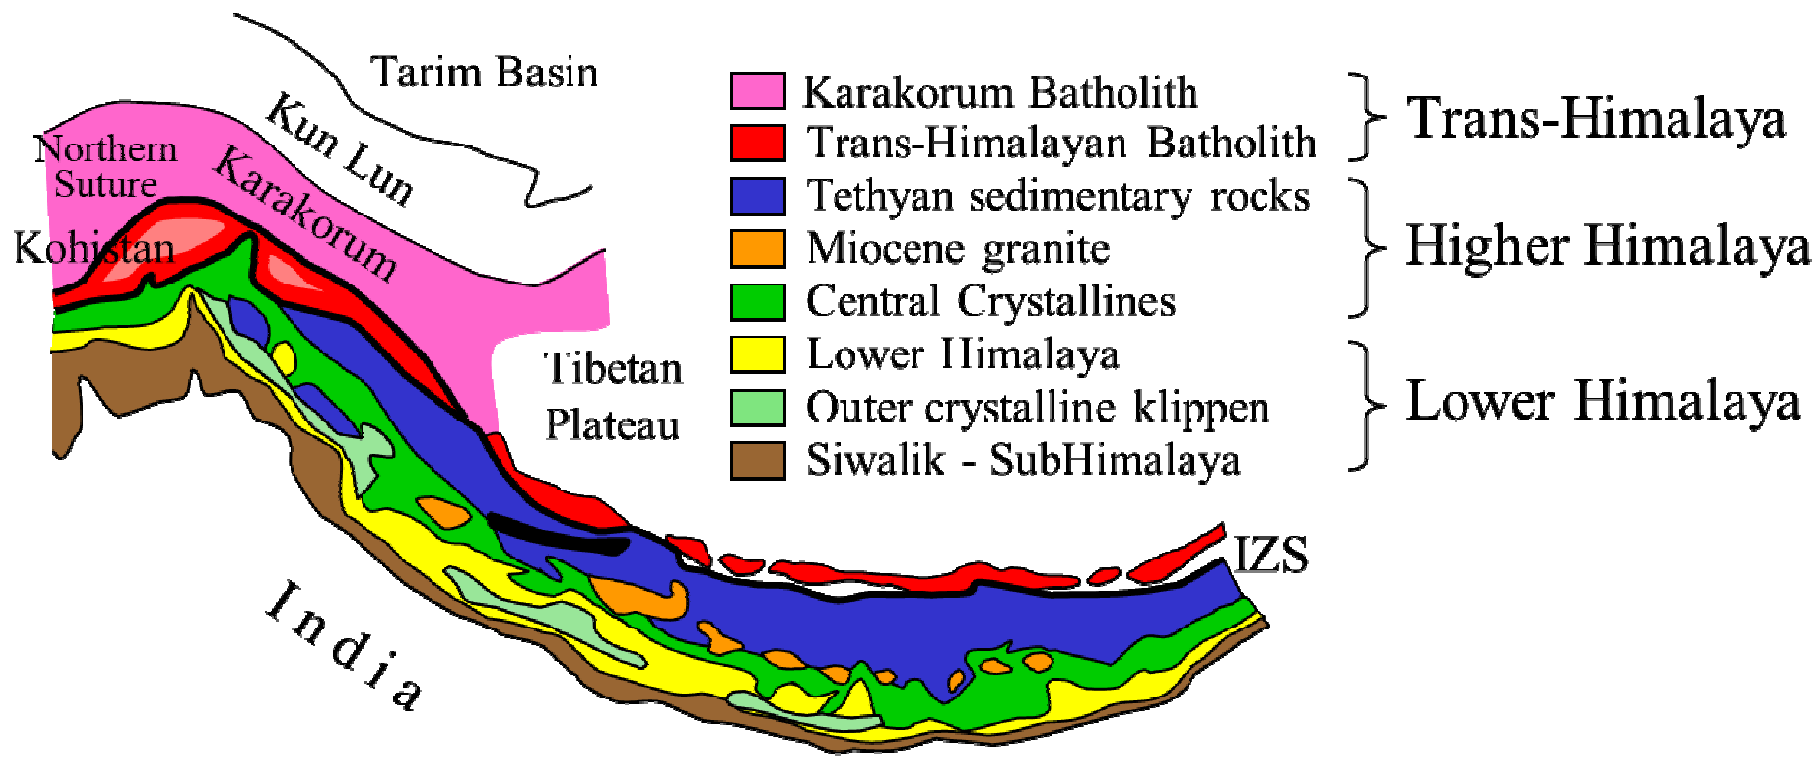 Tarim Basin
Kun Lun
Northern
Suture
Karakorum
Kohistan
Tibetan
Plateau
India
IZS
Karakorum Batholith
Trans-Himalayan Batholith
Trans-Himalaya
Tethyan sedimentary rocks
Miocene granite
Central Crystallines
Higher Himalaya
Lower Himalaya
Outer crystalline klippen
Siwalik - SubHimalaya
Lower Himalaya